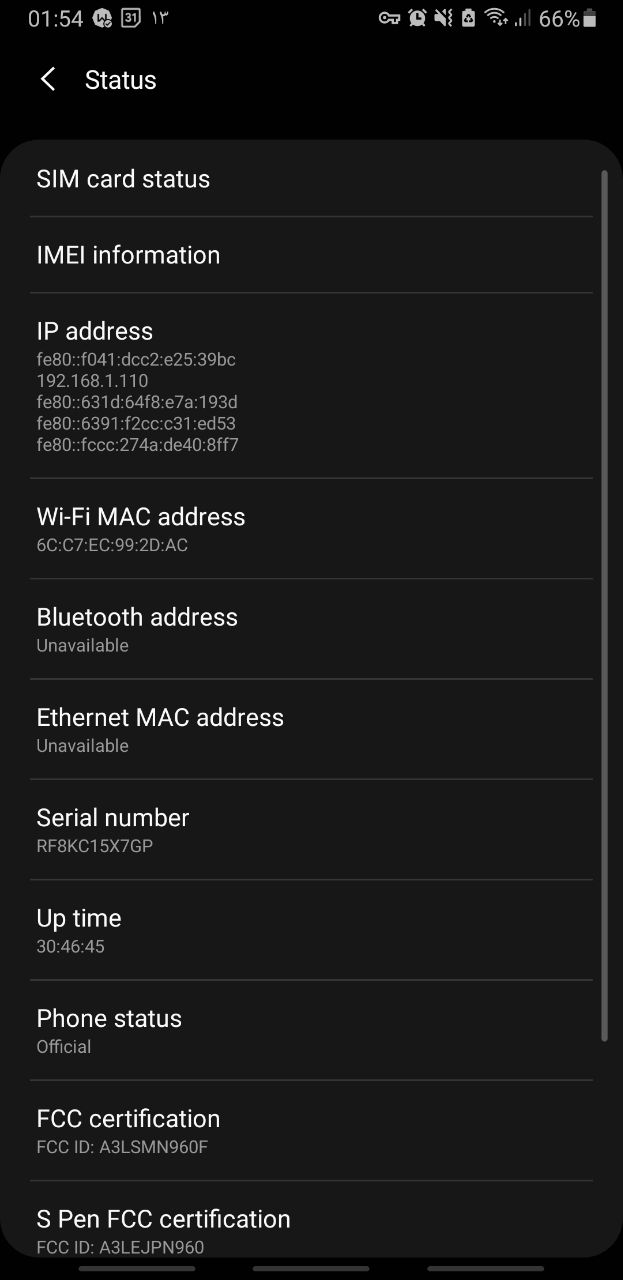 01:54 31 ۱۳ 66%
Status
SIM card status
IMEI information
IP address
fe80::f041:dcc2:e25:39bc
192.168.1.110
fe80::631d:64f8:e7a:193d
fe80::6391:f2cc:c31:ed53
fe80::fccc:274a:de40:8ff7
Wi-Fi MAC address
6C:C7:EC:99:2D:AC
Bluetooth address
Unavailable
Ethernet MAC address
Unavailable
Serial number
RF8KC15X7GP
Up time
30:46:45
Phone status
Official
FCC certification
FCC ID: A3LSMN960F
S Pen FCC certification
FCC ID: A3LEJPN960